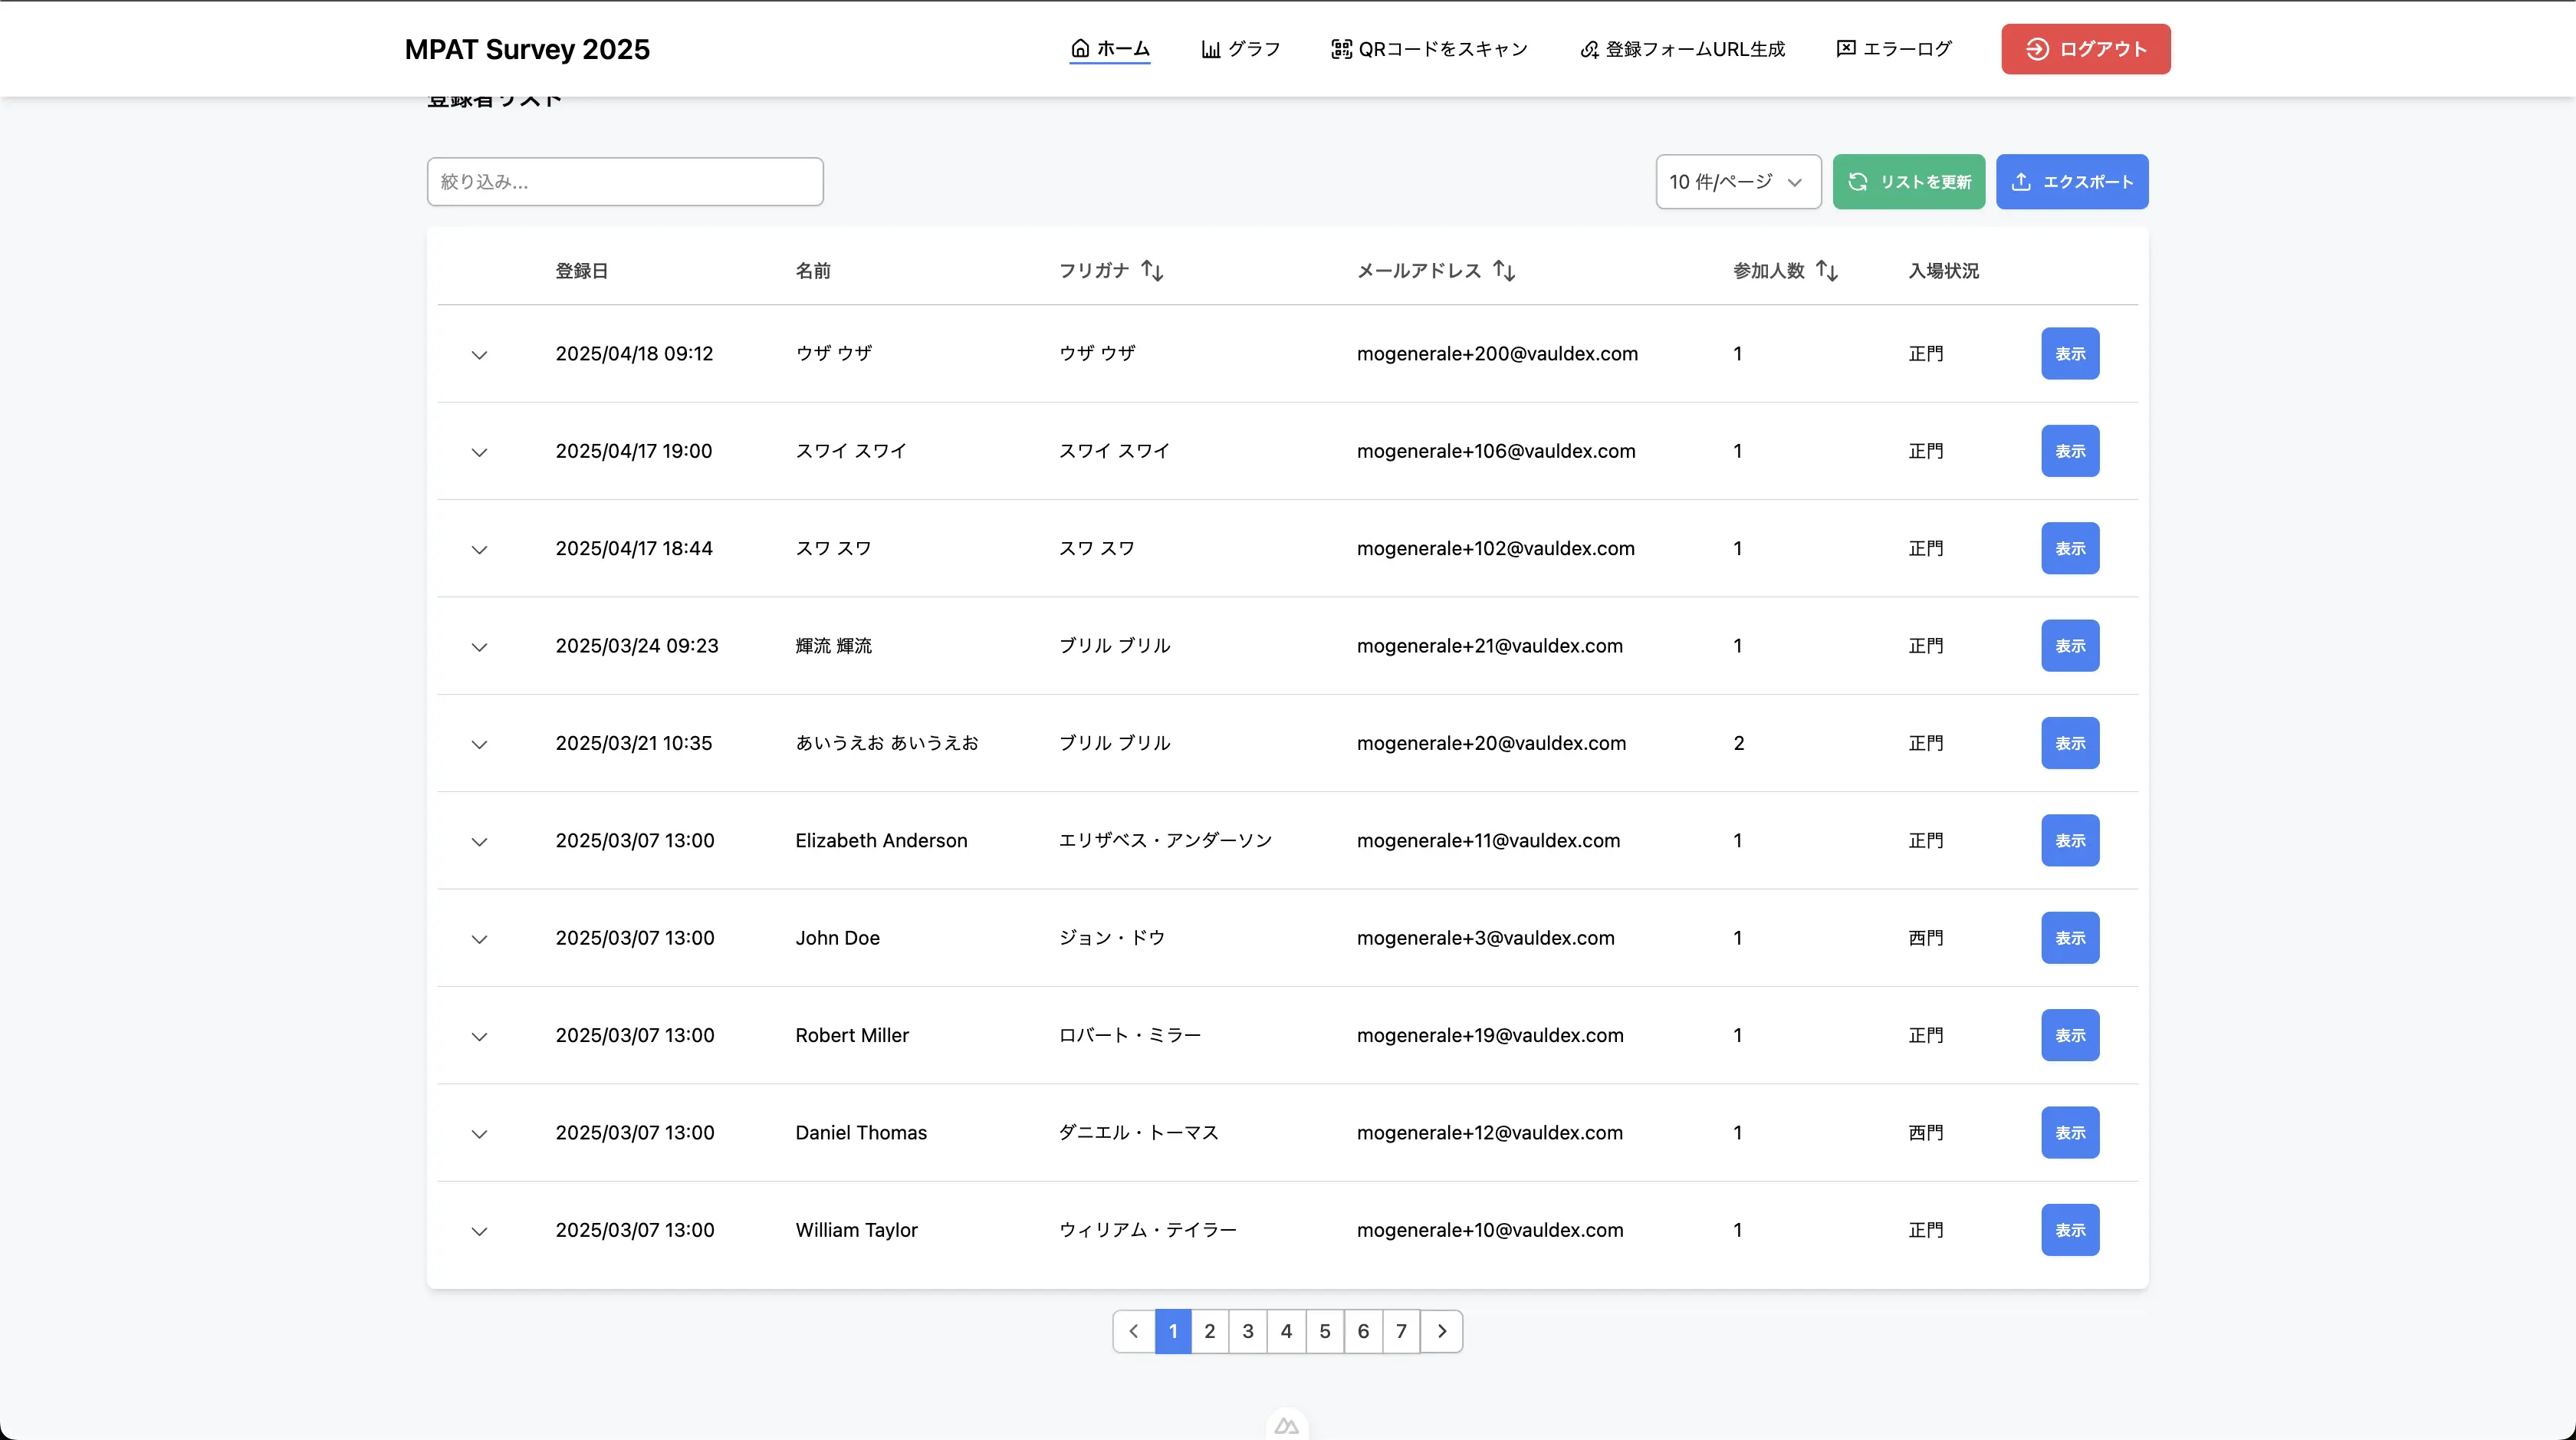 MPAT Survey 2025
ホーム グラフ QRコードをスキャン 登録フォームURL生成 エラーログ ログアウト
登録者リスト
絞り込み... 10 件/ページ リストを更新 エクスポート
登録日 名前 フリガナ メールアドレス 参加人数 入場状況
2025/04/18 09:12 ウザ ウザ ウザ ウザ mogenerale+200@vauldex.com 1 正門 表示
2025/04/17 19:00 スワイ スワイ スワイ スワイ mogenerale+106@vauldex.com 1 正門 表示
2025/04/17 18:44 スワ スワ スワ スワ mogenerale+102@vauldex.com 1 正門 表示
2025/03/24 09:23 輝流 輝流 ブリル ブリル mogenerale+21@vauldex.com 1 正門 表示
2025/03/21 10:35 あいうえお あいうえお ブリル ブリル mogenerale+20@vauldex.com 2 正門 表示
2025/03/07 13:00 Elizabeth Anderson エリザベス・アンダーソン mogenerale+11@vauldex.com 1 正門 表示
2025/03/07 13:00 John Doe ジョン・ドウ mogenerale+3@vauldex.com 1 西門 表示
2025/03/07 13:00 Robert Miller ロバート・ミラー mogenerale+19@vauldex.com 1 正門 表示
2025/03/07 13:00 Daniel Thomas ダニエル・トーマス mogenerale+12@vauldex.com 1 西門 表示
2025/03/07 13:00 William Taylor ウィリアム・テイラー mogenerale+10@vauldex.com 1 正門 表示
1 2 3 4 5 6 7